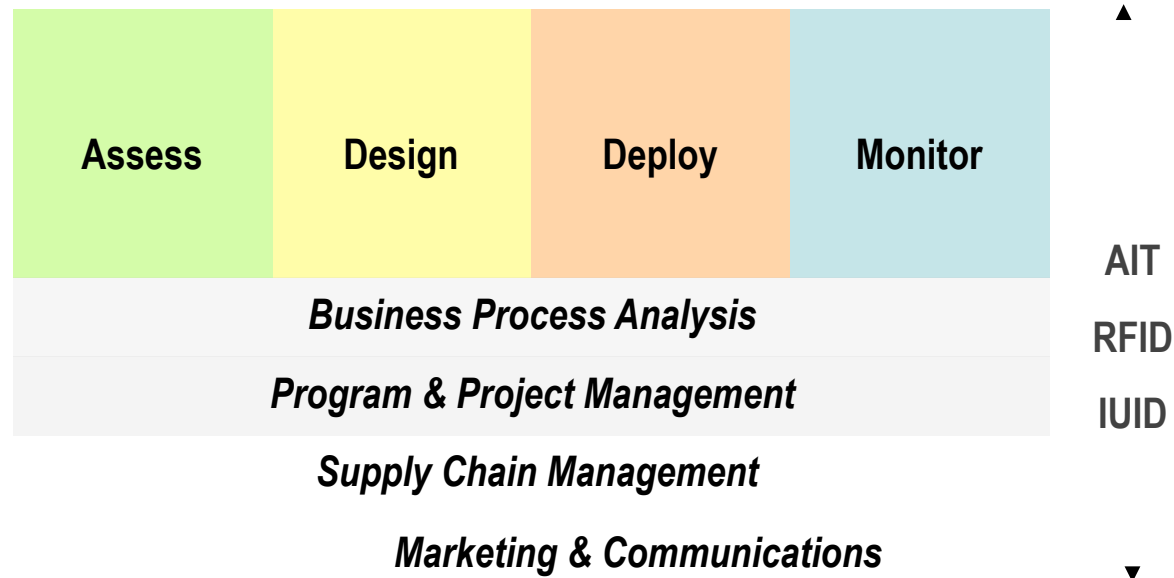 Assess Design Deploy Monitor
Business Process Analysis
Program & Project Management
Supply Chain Management
Marketing & Communications
AIT
RFID
IUID